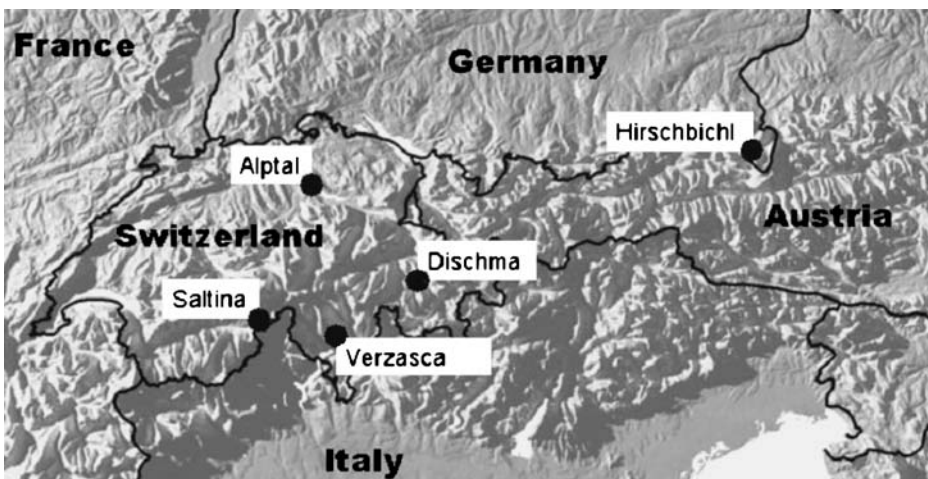 France
Germany
Hirschbichl
Alptal
Austria
Switzerland
Dischma
Saltina
Verzasca
Italy